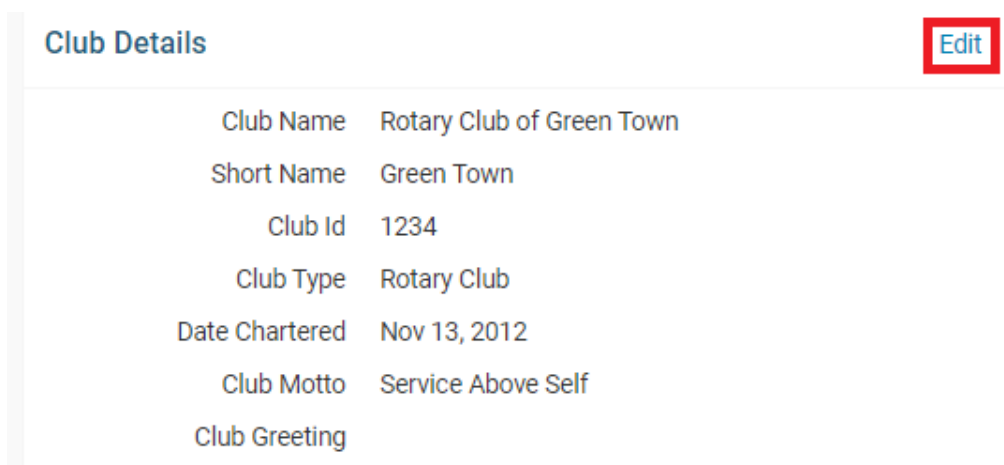 Club Details Edit
Club Name Rotary Club of Green Town
Short Name Green Town
Club Id 1234
Club Type Rotary Club
Date Chartered Nov 13, 2012
Club Motto Service Above Self
Club Greeting